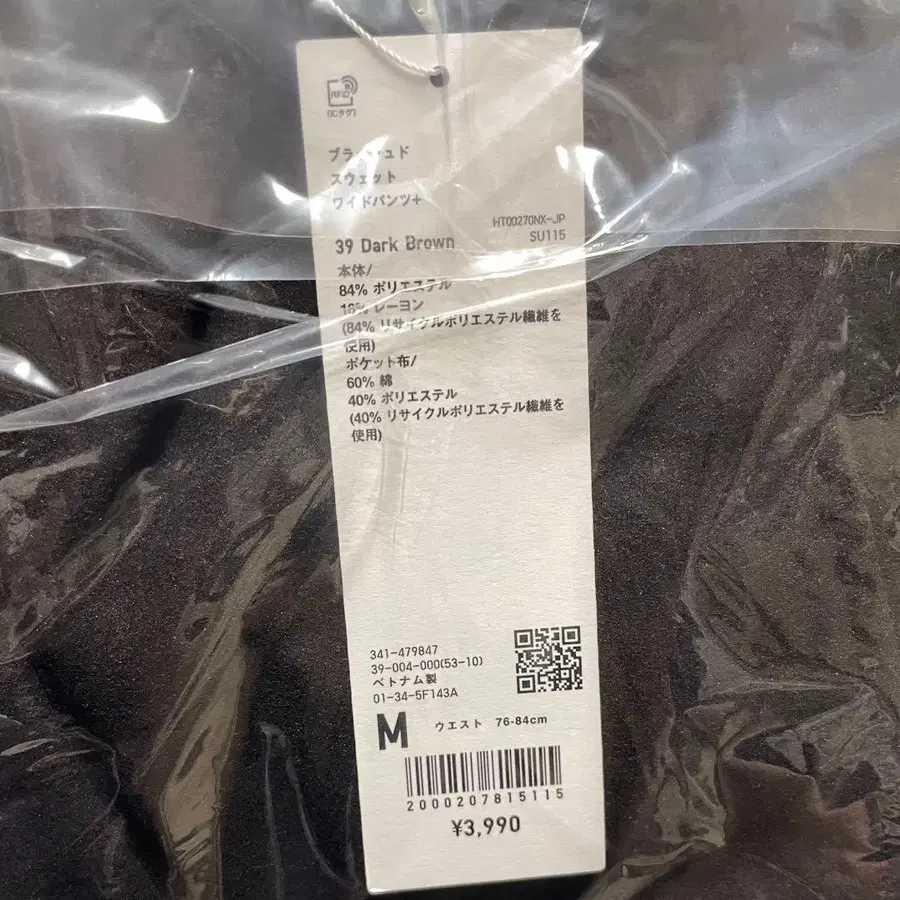 RFID
(ICタグ)
ブラッシュド
スウェット
ワイドパンツ+
HT00270NX-JP
SU115
39 Dark Brown
本体/
84% ポリエステル
16% レーヨン
(84% リサイクルポリエステル繊維を
使用)
ポケット布/
60% 綿
40% ポリエステル
(40% リサイクルポリエステル繊維を
使用)
341-479847
39-004-000(53-10)
ベトナム製
01-34-5F143A
M ウエスト 76-84cm
2000207815115
¥3,990